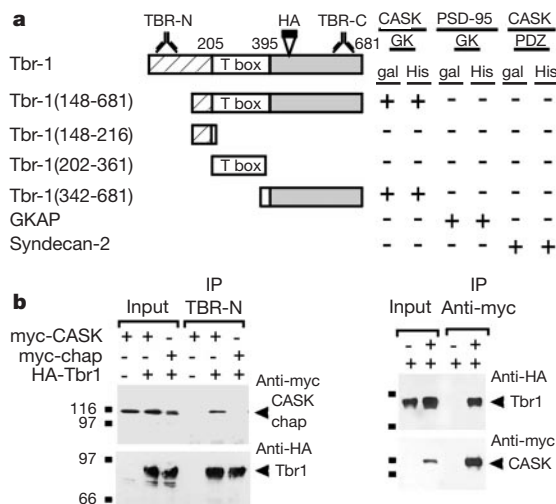 a
TBR-N HA TBR-C CASK PSD-95 CASK
205 395 681 GK GK PDZ
Tbr-1 T box gal His gal His gal His
Tbr-1(148-681) T box + + - - - -
Tbr-1(148-216) - - - - - -
Tbr-1(202-361) T box - - - - - -
Tbr-1(342-681) + + - - - -
GKAP - - + + - -
Syndecan-2 - - - - + +
b
Input IP TBR-N
myc-CASK + + - + + -
myc-chap - - + - - +
HA-Tbr1 - + + - + +
116
97
Anti-myc
CASK
chap
97
66
Anti-HA
Tbr1
Input IP Anti-myc
- + - +
+ + + +
Anti-HA
Tbr1
Anti-myc
CASK